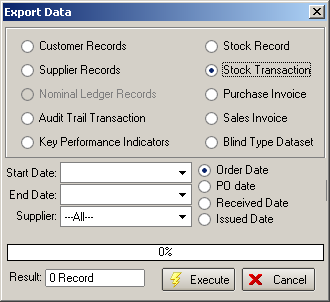 Export Data
Customer Records
Stock Record
Supplier Records
Stock Transaction
Nominal Ledger Records
Purchase Invoice
Audit Trail Transaction
Sales Invoice
Key Performance Indicators
Blind Type Dataset
Start Date:
Order Date
PO date
End Date:
Received Date
Supplier: ---All---
Issued Date
0%
Result: 0 Record Execute Cancel